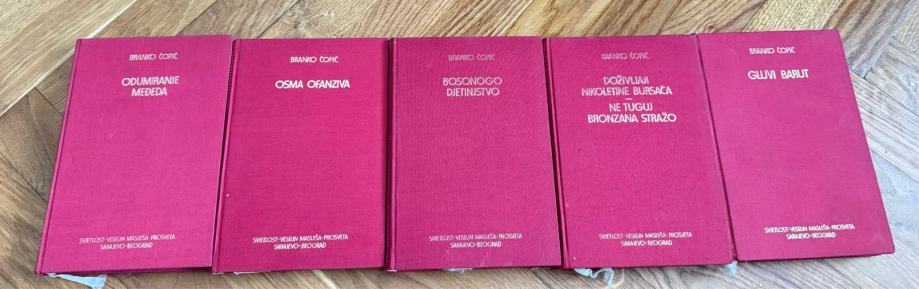 BRANKO ĆOPIĆ
ODUMIRANJE
MEĐEDA
SVJETLOST-VESELIN MASLEŠA-PROSVETA
SARAJEVO-BEOGRAD
BRANKO ĆOPIĆ
OSMA OFANZIVA
SVJETLOST-VESELIN MASLEŠA-PROSVETA
SARAJEVO-BEOGRAD
BRANKO ĆOPIĆ
BOSONOGO
DJETINJSTVO
SVJETLOST-VESELIN MASLEŠA-PROSVETA
SARAJEVO-BEOGRAD
BRANKO ĆOPIĆ
DOŽIVLJAJI
NIKOLETINE BURSAĆA
NE TUGUJ
BRONZANA STRAŽO
SVJETLOST-VESELIN MASLEŠA-PROSVETA
SARAJEVO-BEOGRAD
BRANKO ĆOPIĆ
GLUVI BARUT
SVJETLOST-VESELIN MASLEŠA-PROSVETA
SARAJEVO-BEOGRAD